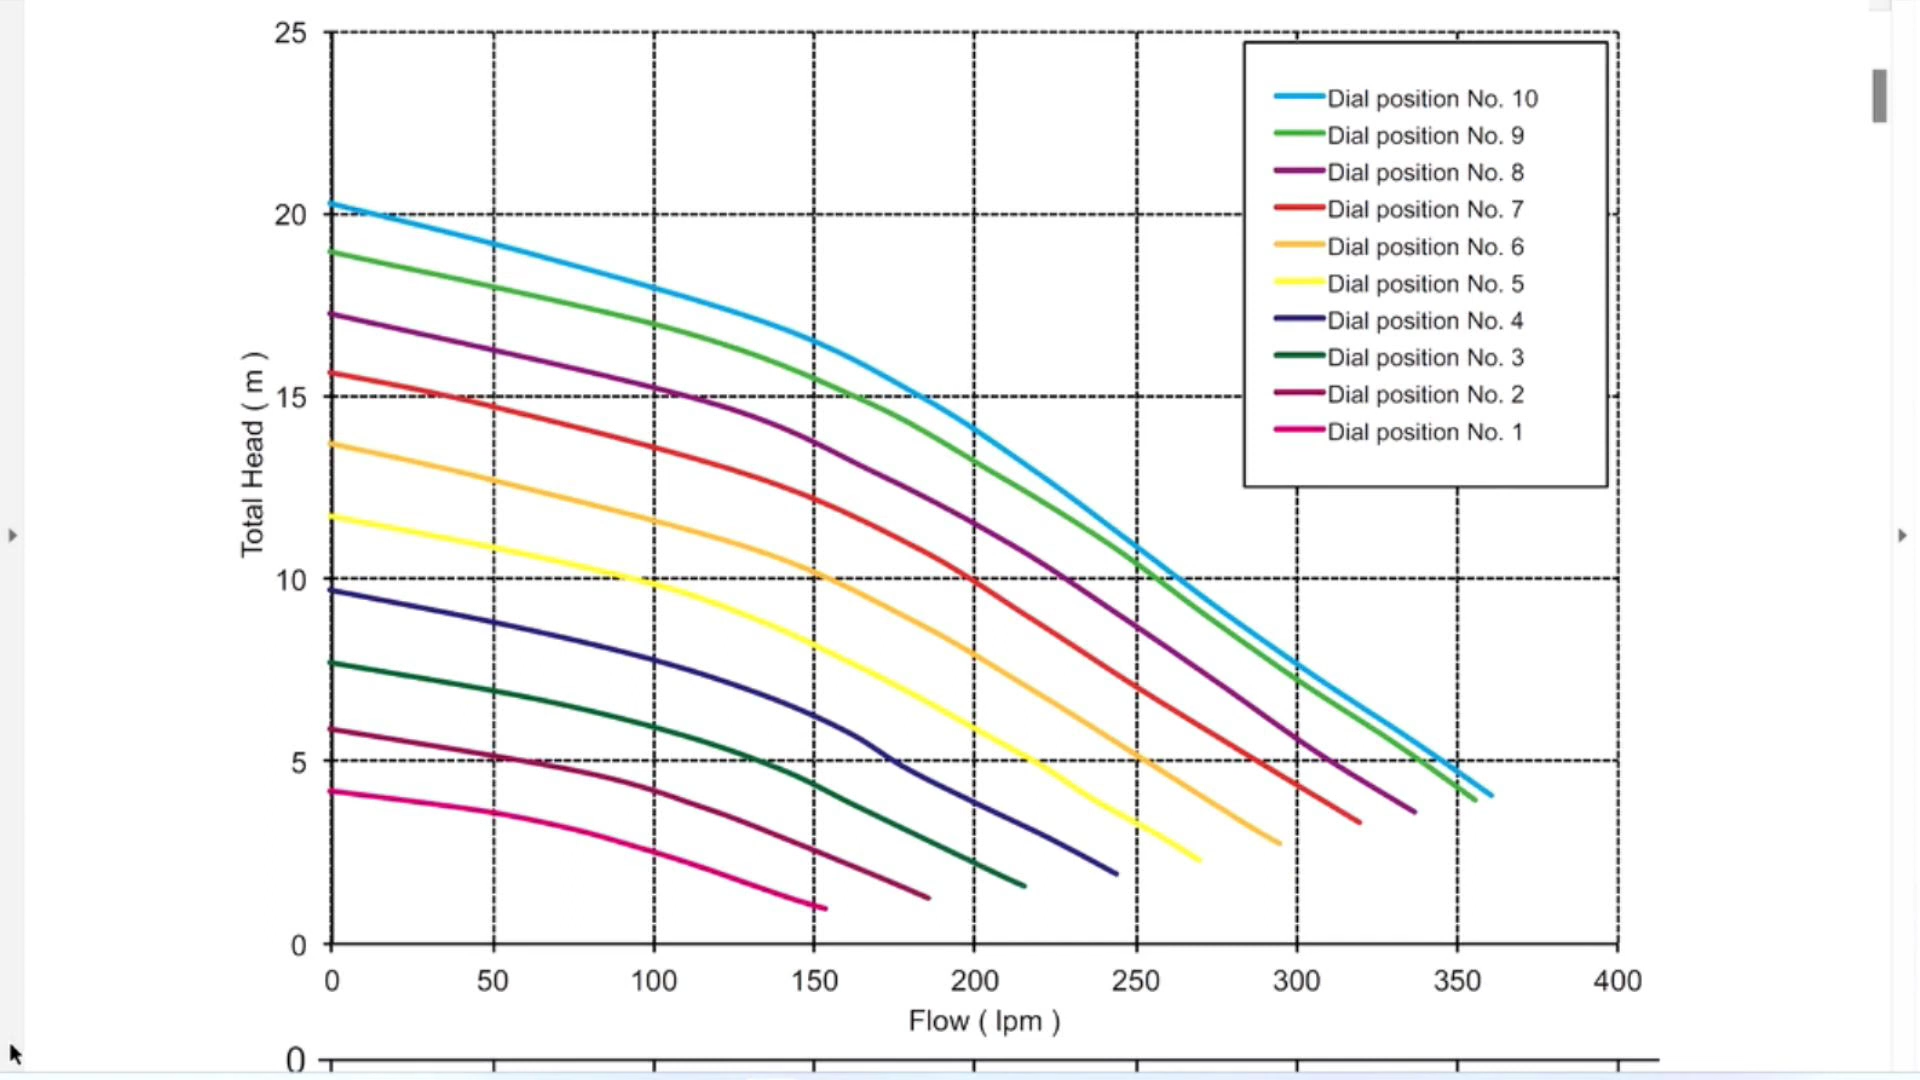 25
20
15
10
5
0
Total Head ( m )
0 50 100 150 200 250 300 350 400
Flow ( lpm )
Dial position No. 10
Dial position No. 9
Dial position No. 8
Dial position No. 7
Dial position No. 6
Dial position No. 5
Dial position No. 4
Dial position No. 3
Dial position No. 2
Dial position No. 1
0